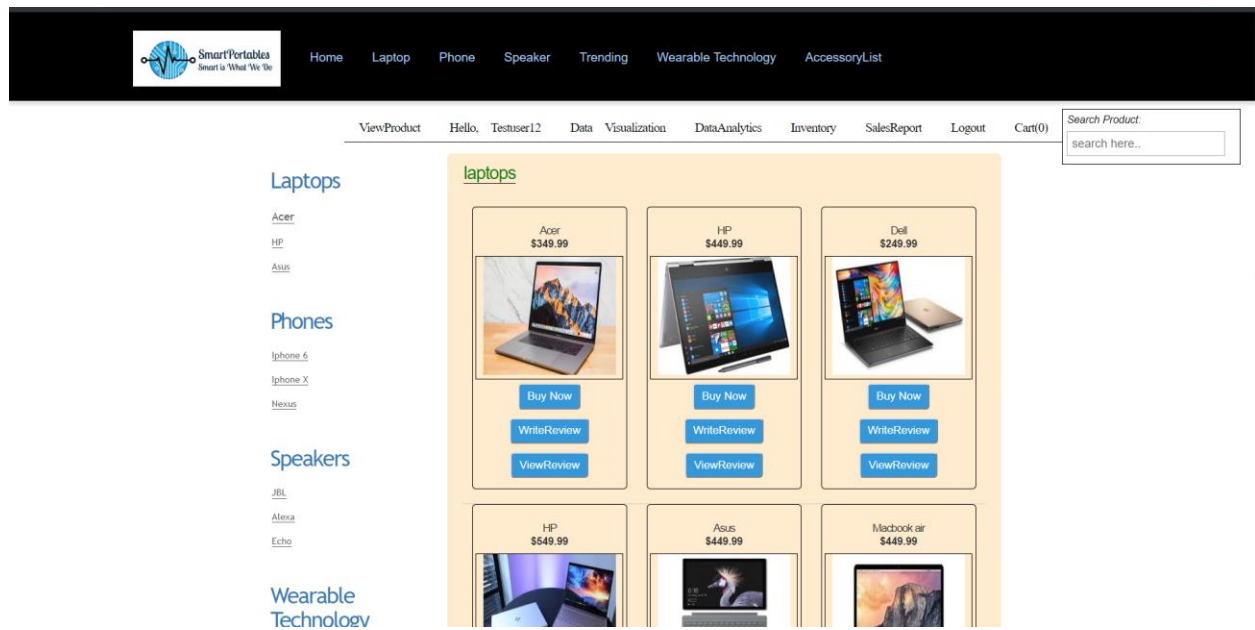 SmartPortables
Smart is What We Do
Home Laptop Phone Speaker Trending Wearable Technology AccessoryList
ViewProduct Hello, Testuser12 Data Visualization DataAnalytics Inventory SalesReport Logout Cart(0)
Search Product:
search here..
Laptops
Acer
HP
Asus
Phones
Iphone 6
Iphone X
Nexus
Speakers
JBL
Alexa
Echo
Wearable
Technology
laptops
Acer
$349.99
Buy Now
WriteReview
ViewReview
HP
$449.99
Buy Now
WriteReview
ViewReview
Dell
$249.99
Buy Now
WriteReview
ViewReview
HP
$549.99
Asus
$449.99
Macbook air
$449.99